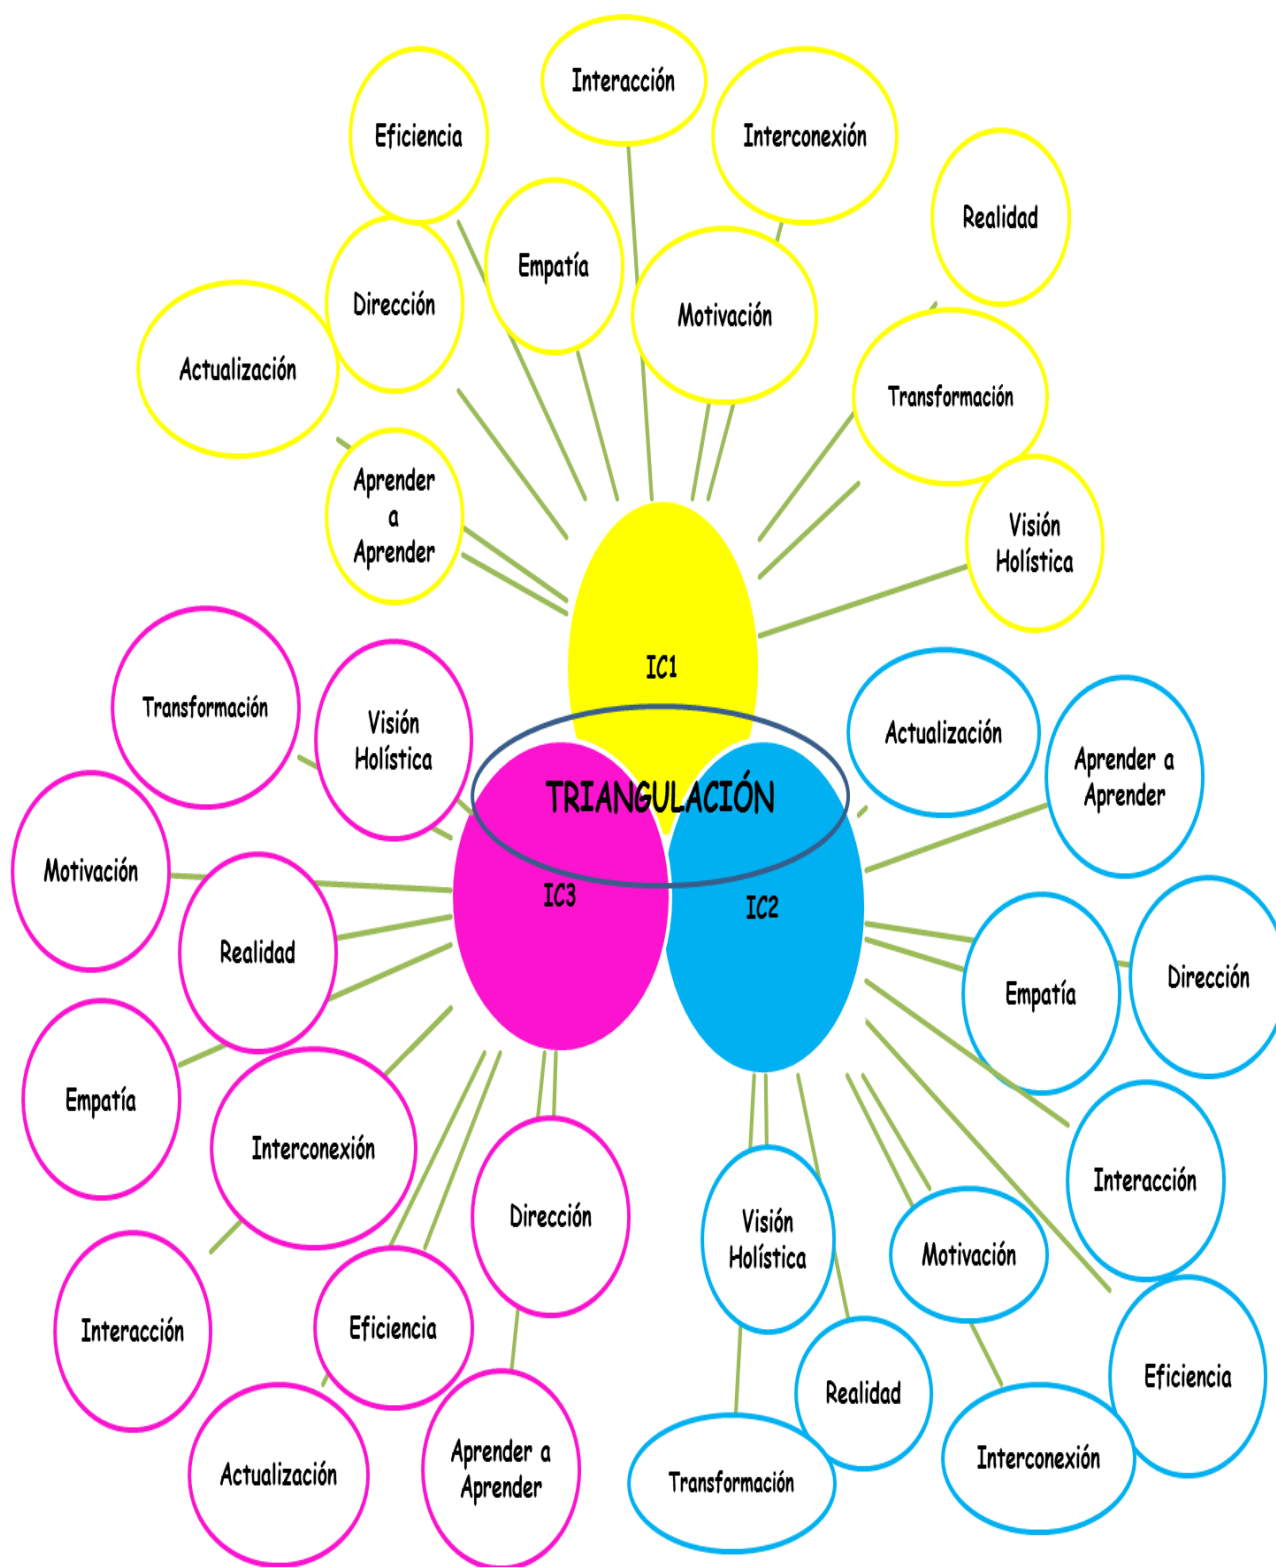 Interacción
Eficiencia
Interconexión
Realidad
Empatía
Dirección
Motivación
Actualización
Transformación
Aprender
a
Aprender
Visión
Holística
IC1
Transformación
Visión
Holística
Actualización
Aprender a
Aprender
TRIANGULACIÓN
Motivación
IC3
IC2
Realidad
Empatía
Dirección
Empatía
Interconexión
Interacción
Dirección
Visión
Holística
Motivación
Interacción
Eficiencia
Eficiencia
Realidad
Actualización
Aprender a
Aprender
Transformación
Interconexión